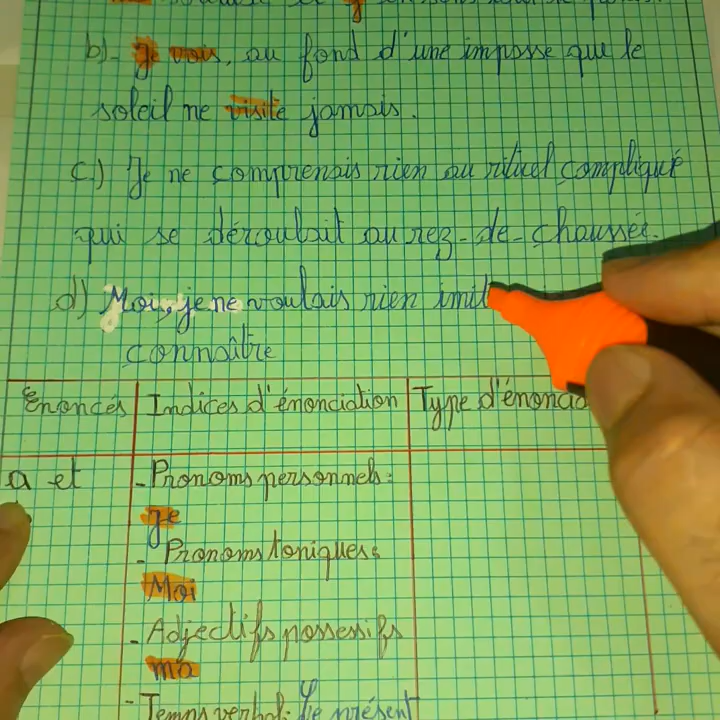 b)- Je vois, au fond d'une impasse que le
soleil ne visite jamais.
c) Je ne comprenais rien au rituel compliqué
qui se déroulait au rez-de-chaussée.
d) Moi, je ne voulais rien
connaître
Enoncés Indices d'énonciation Type
a et - Pronoms personnels:
Je
- Pronoms toniques:
Moi
- Adjectifs possessifs
ma
- Temps verbal: Le présent